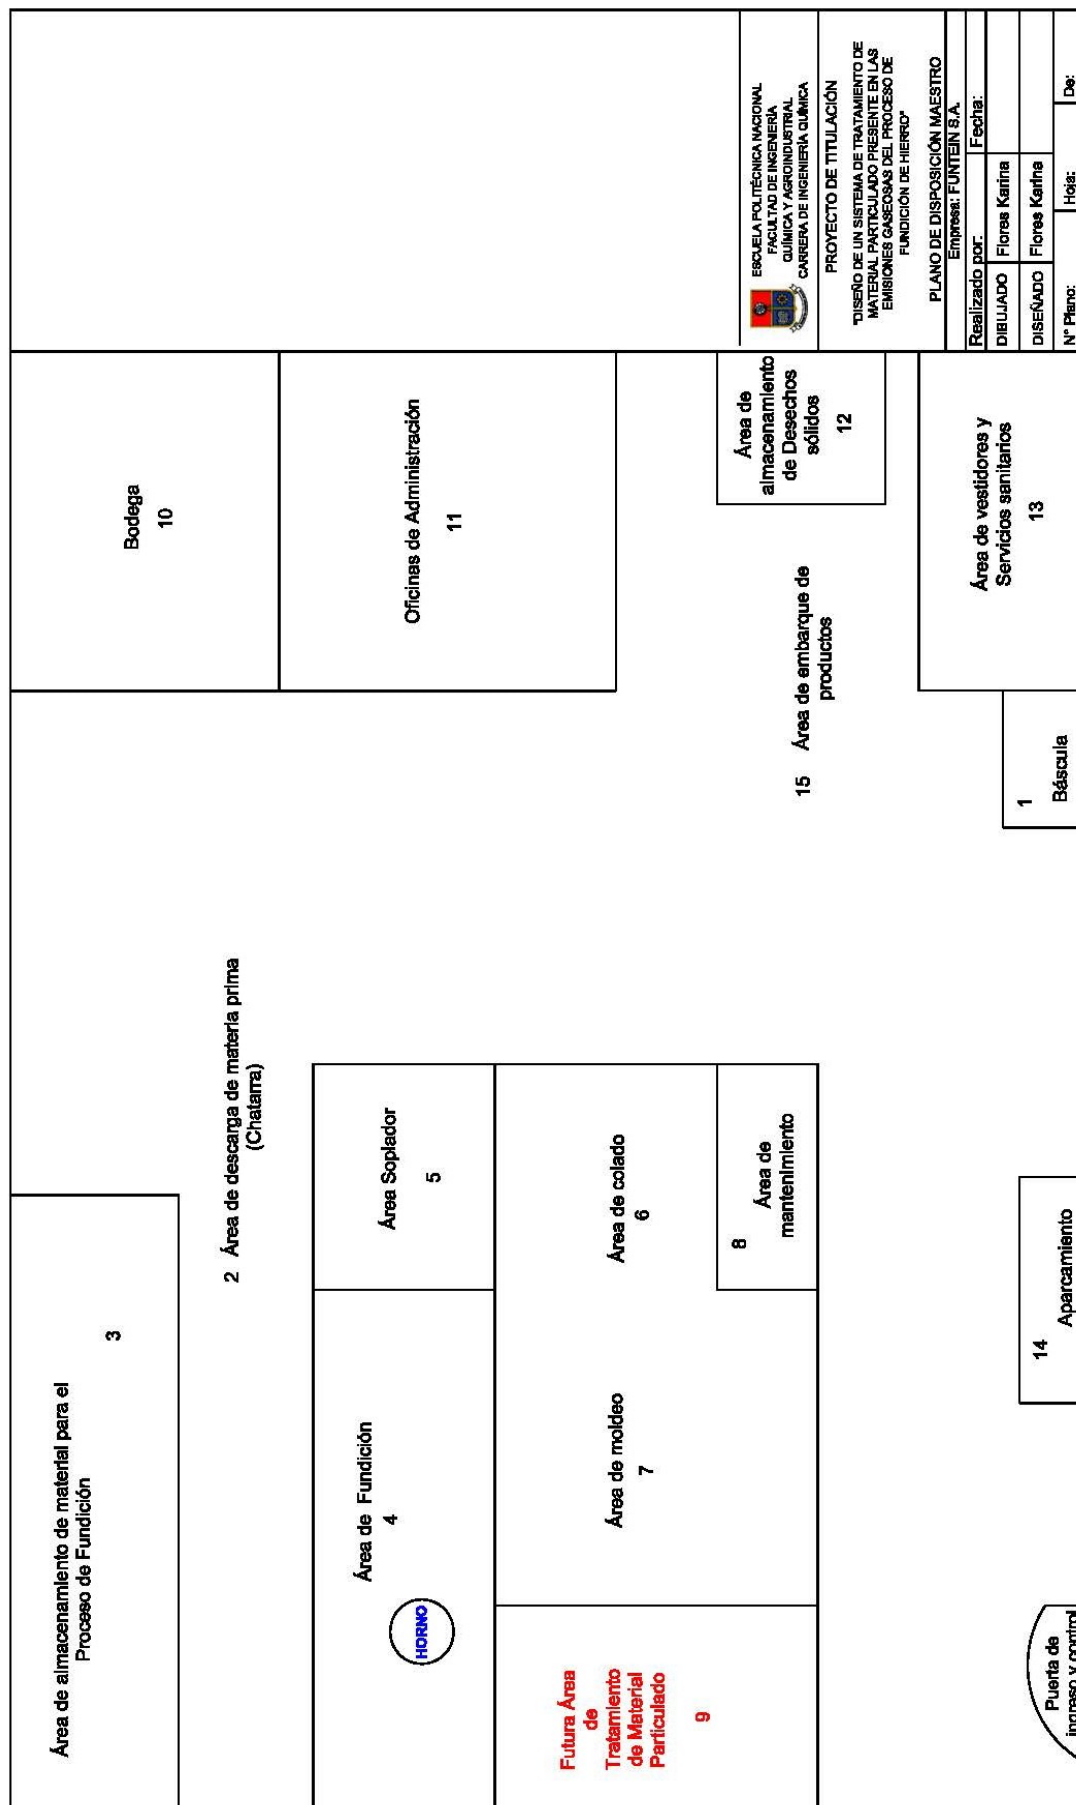 Área de almacenamiento de material para el
Proceso de Fundición
3
2 Área de descarga de materia prima
(Chatarra)
Bodega
10
Área de Fundición
4
HORNO
Área Soplador
5
Oficinas de Administración
11
Futura Área
de
Tratamiento
de Material
Particulado
9
Área de moldeo
7
Área de colado
6
8
Área de
mantenimiento
15 Área de embarque de
productos
Área de
almacenamiento
de Desechos
sólidos
12
Área de vestidores y
Servicios sanitarios
13
1
Báscula
14
Aparcamiento
Puerta de
ingreso y control
ESCUELA POLITÉCNICA NACIONAL
FACULTAD DE INGENIERÍA
QUÍMICA Y AGROINDUSTRIAL
CARRERA DE INGENIERÍA QUÍMICA
PROYECTO DE TITULACIÓN
"DISEÑO DE UN SISTEMA DE TRATAMIENTO DE
MATERIAL PARTICULADO PRESENTE EN LAS
EMISIONES GASEOSAS DEL PROCESO DE
FUNDICIÓN DE HIERRO"
PLANO DE DISPOSICIÓN MAESTRO
Empresa: FUNTEIN S.A.
Realizado por: Fecha:
DIBUJADO Flores Karina
DISEÑADO Flores Karina
N° Plano: Hoja: De: